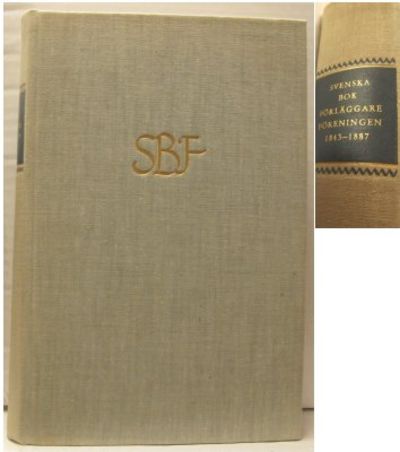 SBF
SVENSKA
BOK
FÖRLÄGGARE
FÖRENINGEN
1843–1887